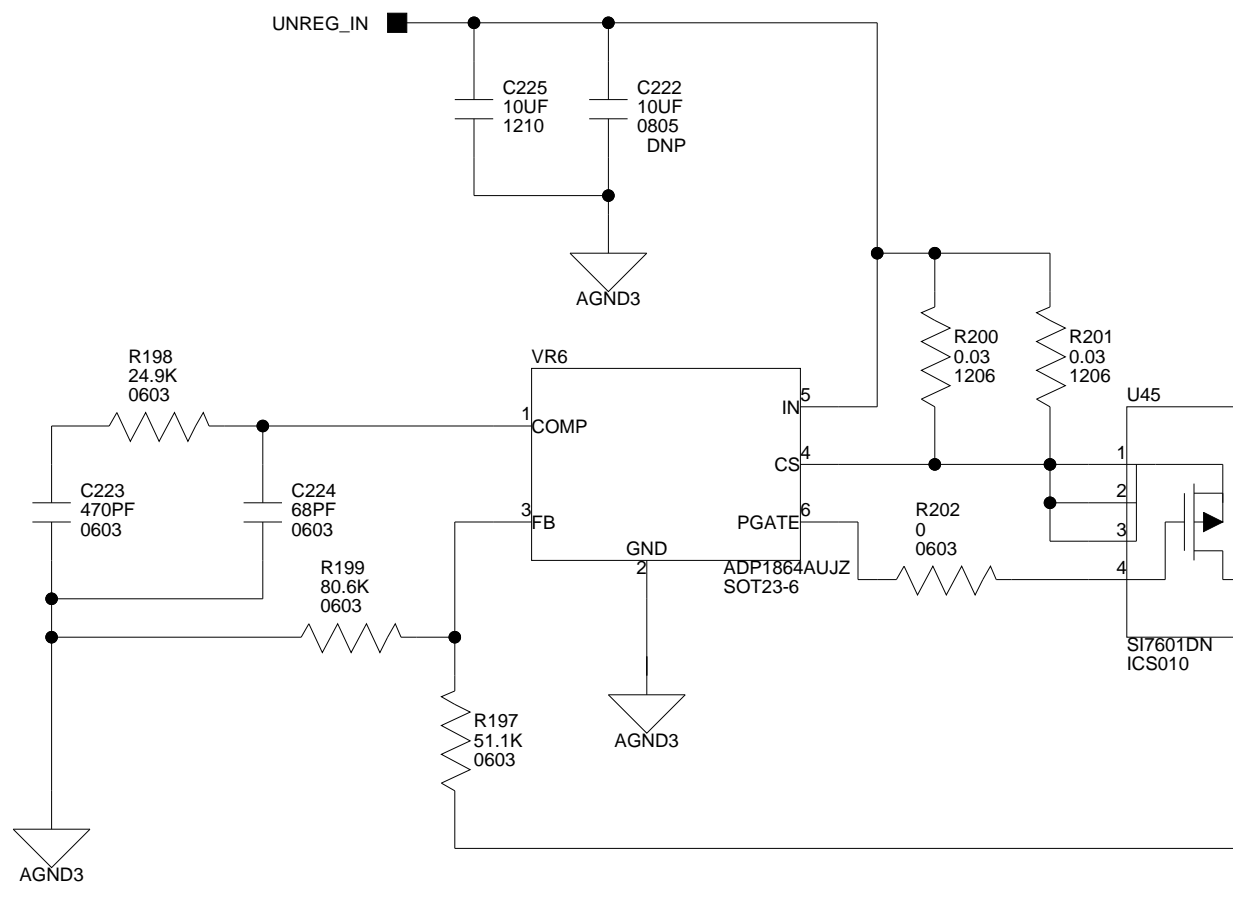 UNREG_IN
C225
10UF
1210
C222
10UF
0805
DNP
AGND3
R200
0.03
1206
R201
0.03
1206
R198
24.9K
0603
VR6
U45
1
COMP
5
IN
4
CS
3
FB
6
PGATE
GND
2
ADP1864AUJZ
SOT23-6
C223
470PF
0603
C224
68PF
0603
R202
0
0603
1
2
3
4
R199
80.6K
0603
SI7601DN
ICS010
R197
51.1K
0603
AGND3
AGND3